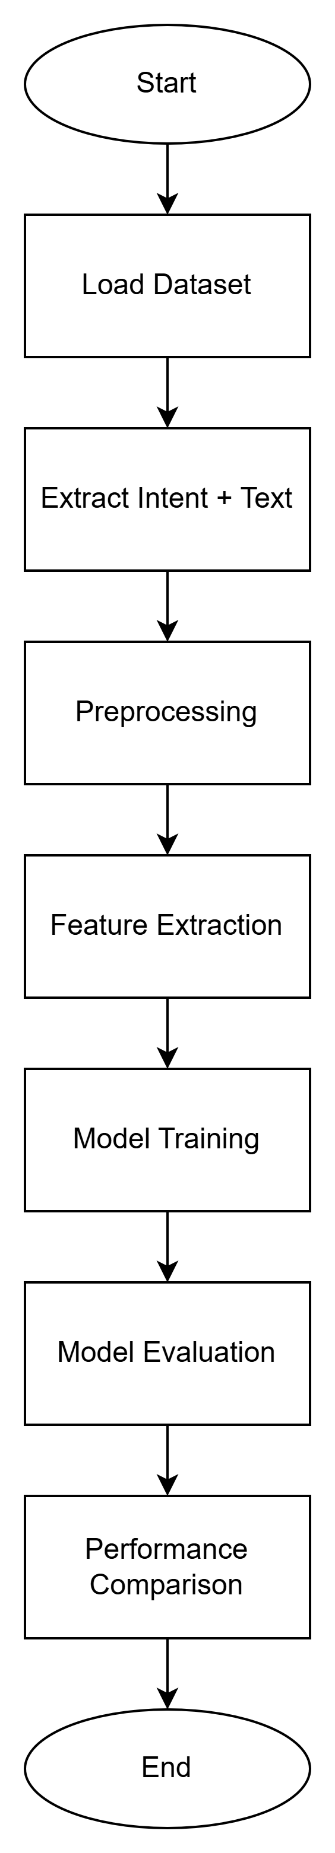 Start
Load Dataset
Extract Intent + Text
Preprocessing
Feature Extraction
Model Training
Model Evaluation
Performance
Comparison
End